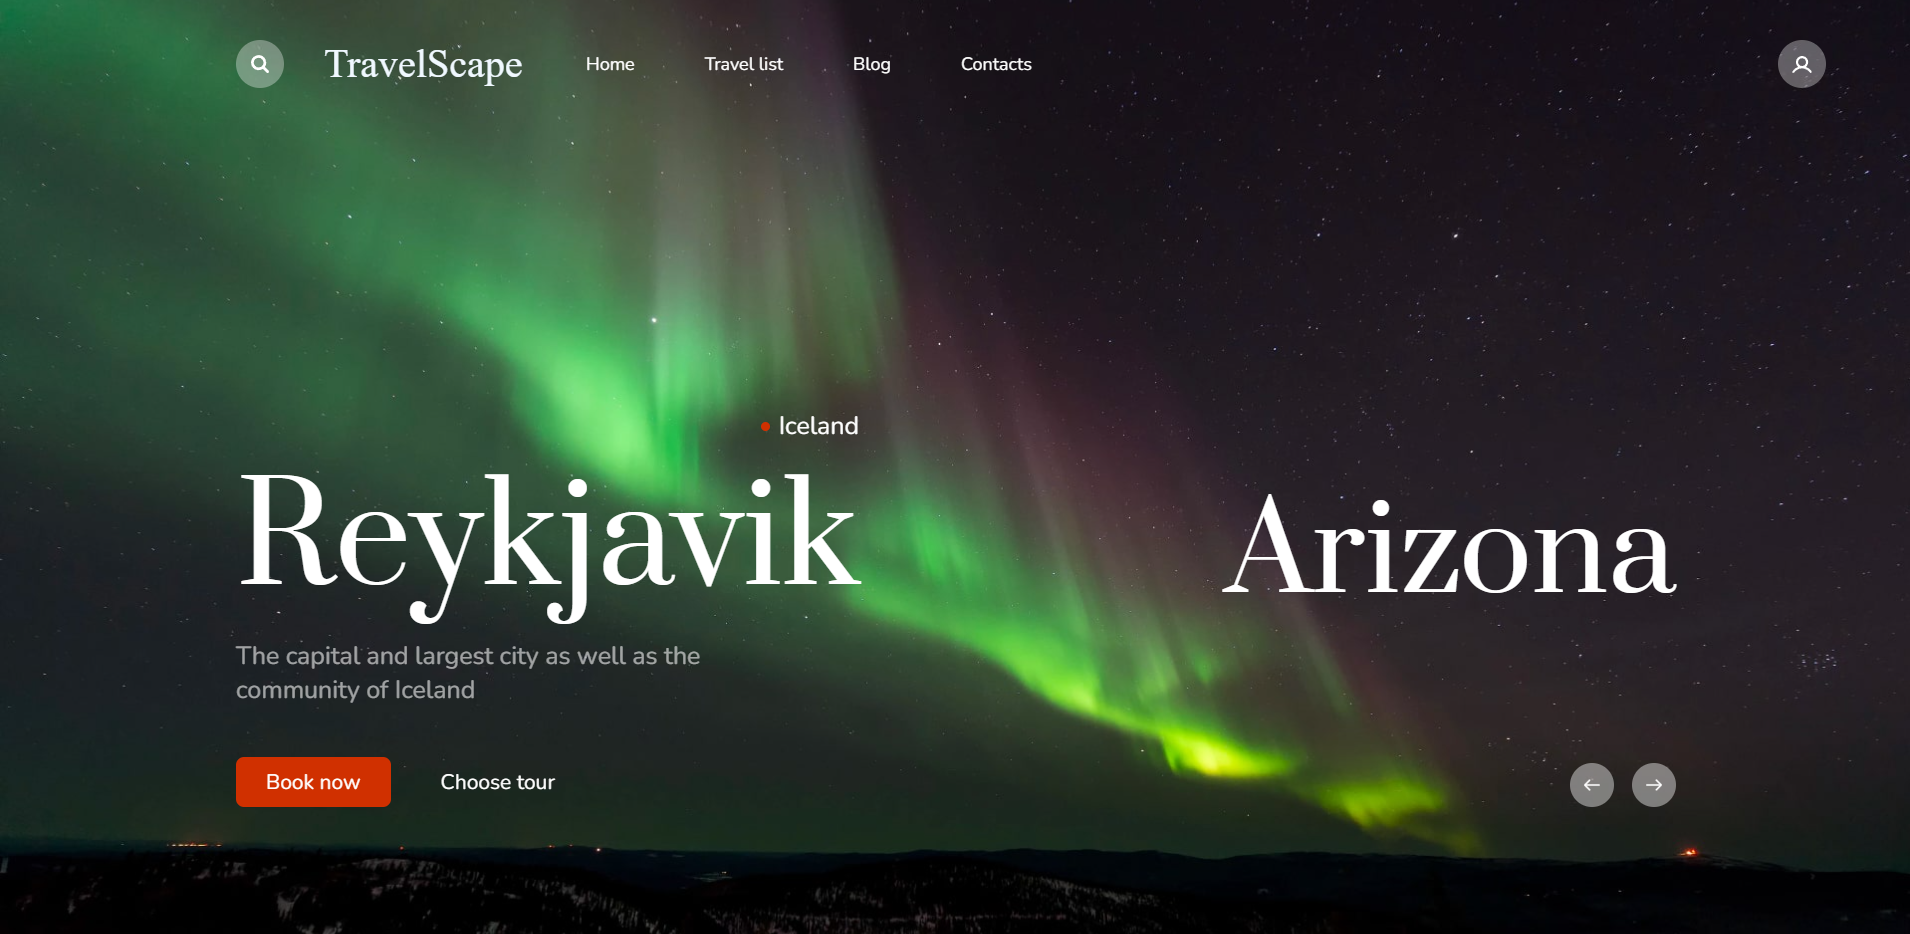 TravelScape
Home
Travel list
Blog
Contacts
Iceland
Reykjavik
Arizona
The capital and largest city as well as the
community of Iceland
Book now
Choose tour